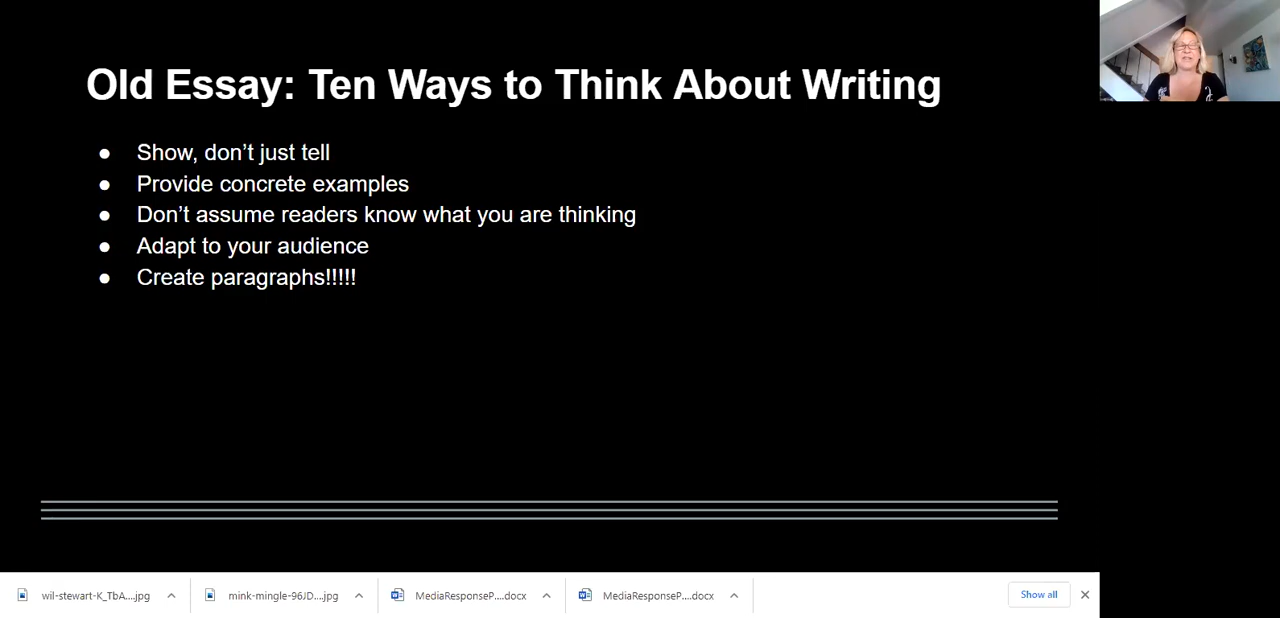 Old Essay: Ten Ways to Think About Writing
● Show, don’t just tell
● Provide concrete examples
● Don’t assume readers know what you are thinking
● Adapt to your audience
● Create paragraphs!!!!!
wil-stewart-K_TbA....jpg mink-mingle-96JD....jpg MediaResponseP....docx MediaResponseP....docx Show all